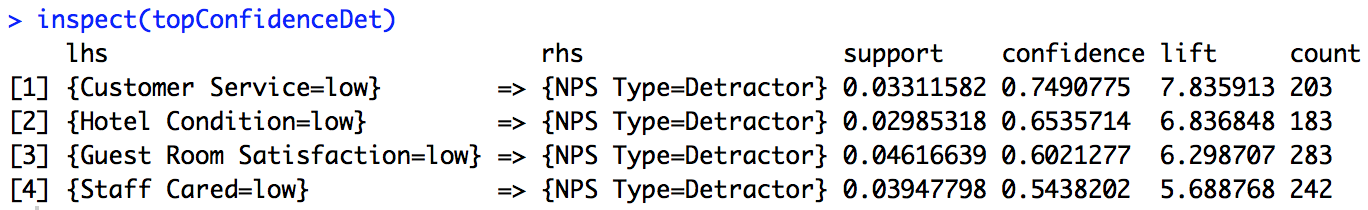 > inspect(topConfidenceDet)
lhs rhs support confidence lift count
[1] {Customer Service=low} => {NPS Type=Detractor} 0.03311582 0.7490775 7.835913 203
[2] {Hotel Condition=low} => {NPS Type=Detractor} 0.02985318 0.6535714 6.836848 183
[3] {Guest Room Satisfaction=low} => {NPS Type=Detractor} 0.04616639 0.6021277 6.298707 283
[4] {Staff Cared=low} => {NPS Type=Detractor} 0.03947798 0.5438202 5.688768 242